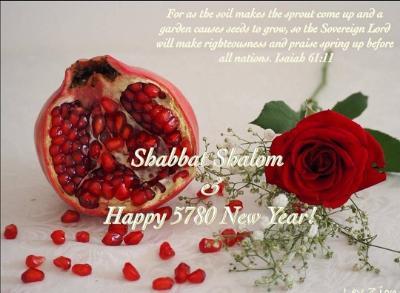 For as the soil makes the sprout come up and a
garden causes seeds to grow, so the Sovereign Lord
will make righteousness and praise spring up before
all nations. Isaiah 61:11
Shabbat Shalom
&
Happy 5780 New Year!